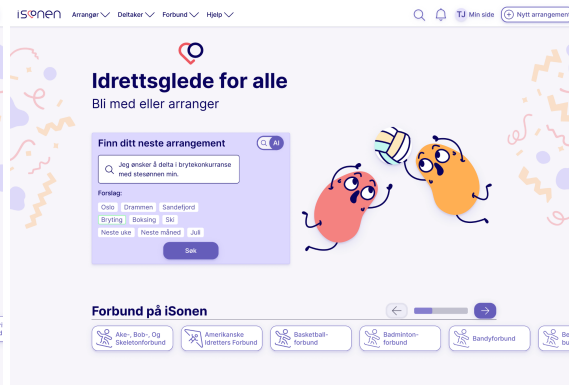 isonen Arrangør Deltaker Forbund Hjelp TJ Min side Nytt arrangement
Idrettsglede for alle
Bli med eller arranger
Finn ditt neste arrangement AI
Jeg ønsker å delta i brytekonkurranse
med stesønnen min.
Forslag:
Oslo Drammen Sandefjord
Bryting Boksing Ski
Neste uke Neste måned Juli
Søk
Forbund på iSonen
Ake-, Bob-, Og
Skeletonforbund
Amerikanske
Idretters Forbund
Basketball-
forbund
Badminton-
forbund
Bandyforbund